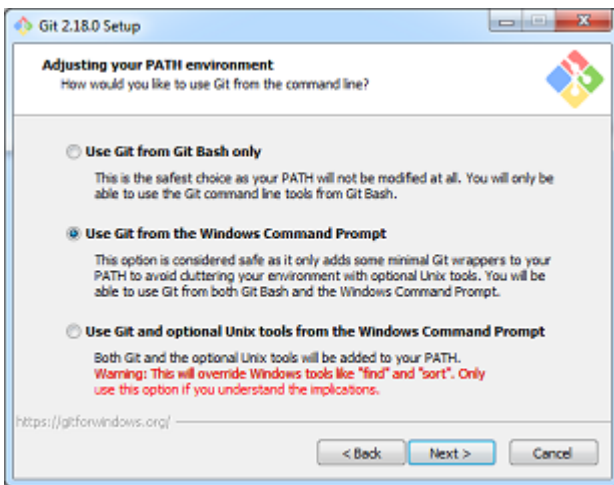 Git 2.18.0 Setup
Adjusting your PATH environment
How would you like to use Git from the command line?
Use Git from Git Bash only
This is the safest choice as your PATH will not be modified at all. You will only be
able to use the Git command line tools from Git Bash.
Use Git from the Windows Command Prompt
This option is considered safe as it only adds some minimal Git wrappers to your
PATH to avoid cluttering your environment with optional Unix tools. You will be
able to use Git from both Git Bash and the Windows Command Prompt.
Use Git and optional Unix tools from the Windows Command Prompt
Both Git and the optional Unix tools will be added to your PATH.
Warning: This will override Windows tools like "find" and "sort". Only
use this option if you understand the implications.
https://gitforwindows.org/
< Back Next > Cancel